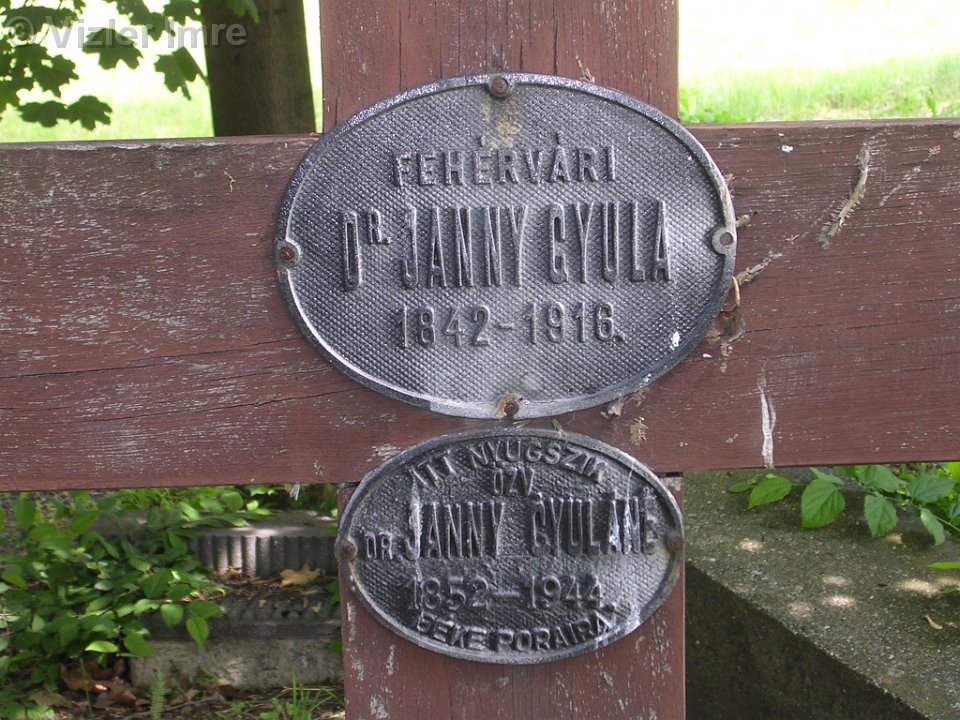 © Vizler Imre
FEHÉRVÁRI
DR. JANNY GYULA
1842-1916.
ITT NYUGSZIK
ÖZV.
DR. JANNY GYULÁNÉ
1852-1944
BÉKE PORAIRA